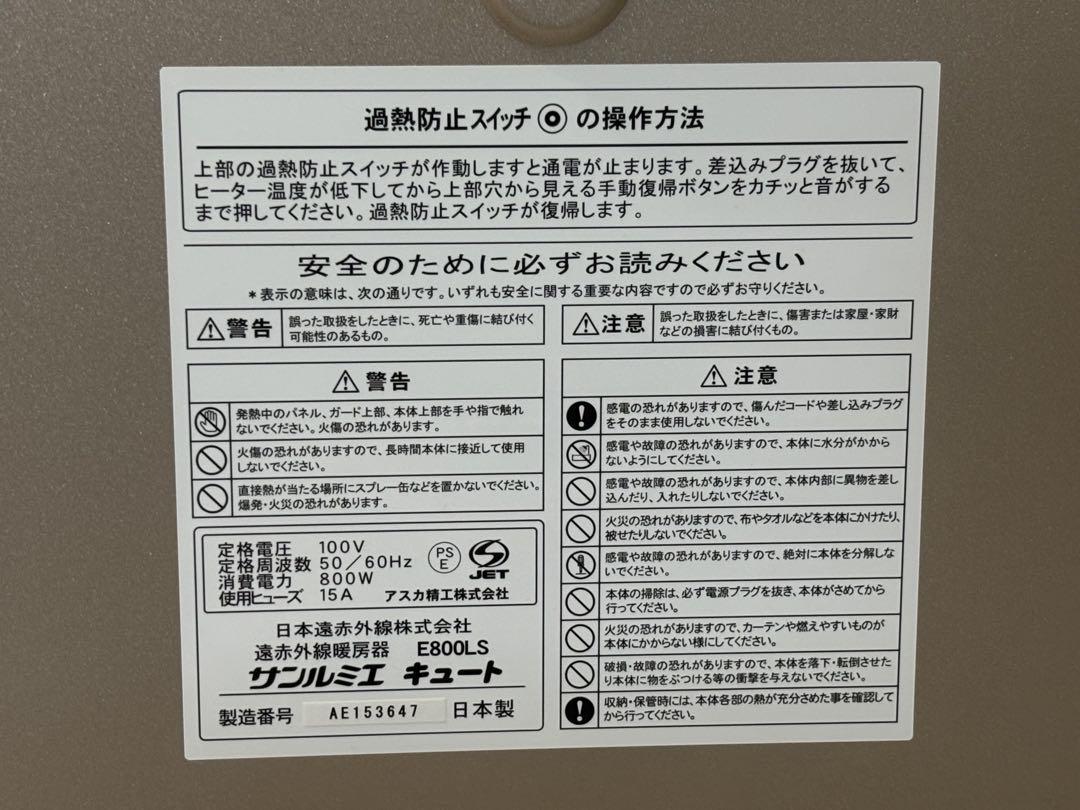 過熱防止スイッチ◎の操作方法
上部の過熱防止スイッチが作動しますと通電が止まります。差込みプラグを抜いて、
ヒーター温度が低下してから上部穴から見える手動復帰ボタンをカチッと音がする
まで押してください。過熱防止スイッチが復帰します。
安全のために必ずお読みください
*表示の意味は、次の通りです。いずれも安全に関する重要な内容ですので必ずお守りください。
⚠警告
誤った取扱をしたときに、死亡や重傷に結び付く
可能性のあるもの。
⚠注意
誤った取扱をしたときに、傷害または家屋・家財
などの損害に結び付くもの。
⚠ 警告
発熱中のパネル、ガード上部、本体上部を手や指で触れ
ないでください。火傷の恐れがあります。
火傷の恐れがありますので、長時間本体に接近して使用
しないでください。
直接熱が当たる場所にスプレー缶などを置かないでください。
爆発・火災の恐れがあります。
定格電圧 100V
定格周波数 50/60Hz
消費電力 800W
使用ヒューズ 15A
PS
E
JET
アスカ精工株式会社
日本遠赤外線株式会社
遠赤外線暖房器 E800LS
サンルミエ キュート
製造番号 AE153647 日本製
⚠ 注意
感電の恐れがありますので、傷んだコードや差し込みプラグ
をそのまま使用しないでください。
感電や故障の恐れがありますので、本体に水分がかから
ないようにしてください。
感電や故障の恐れがありますので、本体内部に異物を差し
込んだり、入れたりしないでください。
火災の恐れがありますので、布やタオルなどを本体にかけたり、
被せたりしないでください。
感電や故障の恐れがありますので、絶対に本体を分解しな
いでください。
本体の掃除は、必ず電源プラグを抜き、本体がさめてから
行ってください。
火災の恐れがありますので、カーテンや燃えやすいものが
本体にかからない様にしてください。
破損・故障の恐れがありますので、本体を落下・転倒させた
り本体に物をぶつける等の衝撃を与えないでください。
収納・保管時には、本体各部の熱が充分さめた事を確認して
から行ってください。